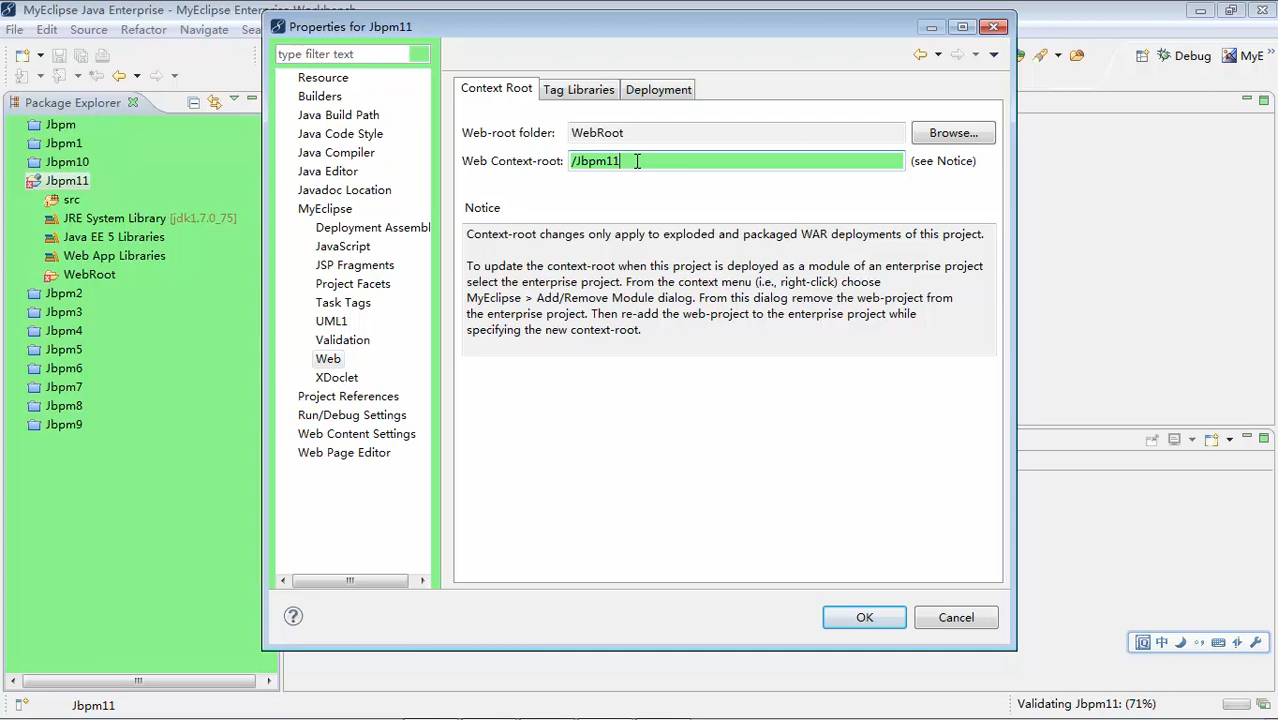 MyEclipse Java Enterprise - MyEclipse Enterprise Workbench
File Edit Source Refactor Navigate
Debug MyE
Package Explorer
Jbpm
Jbpm1
Jbpm10
Jbpm11
src
JRE System Library [jdk1.7.0_75]
Java EE 5 Libraries
Web App Libraries
WebRoot
Jbpm2
Jbpm3
Jbpm4
Jbpm5
Jbpm6
Jbpm7
Jbpm8
Jbpm9
Properties for Jbpm11
type filter text
Resource
Builders
Java Build Path
Java Code Style
Java Compiler
Java Editor
Javadoc Location
MyEclipse
Deployment Assembl
JavaScript
JSP Fragments
Project Facets
Task Tags
UML1
Validation
Web
XDoclet
Project References
Run/Debug Settings
Web Content Settings
Web Page Editor
Context Root Tag Libraries Deployment
Web-root folder: WebRoot Browse...
Web Context-root: /Jbpm11 (see Notice)
Notice
Context-root changes only apply to exploded and packaged WAR deployments of this project.
To update the context-root when this project is deployed as a module of an enterprise project
select the enterprise project. From the context menu (i.e., right-click) choose
MyEclipse > Add/Remove Module dialog. From this dialog remove the web-project from
the enterprise project. Then re-add the web-project to the enterprise project while
specifying the new context-root.
OK Cancel
中
Jbpm11
Validating Jbpm11: (71%)